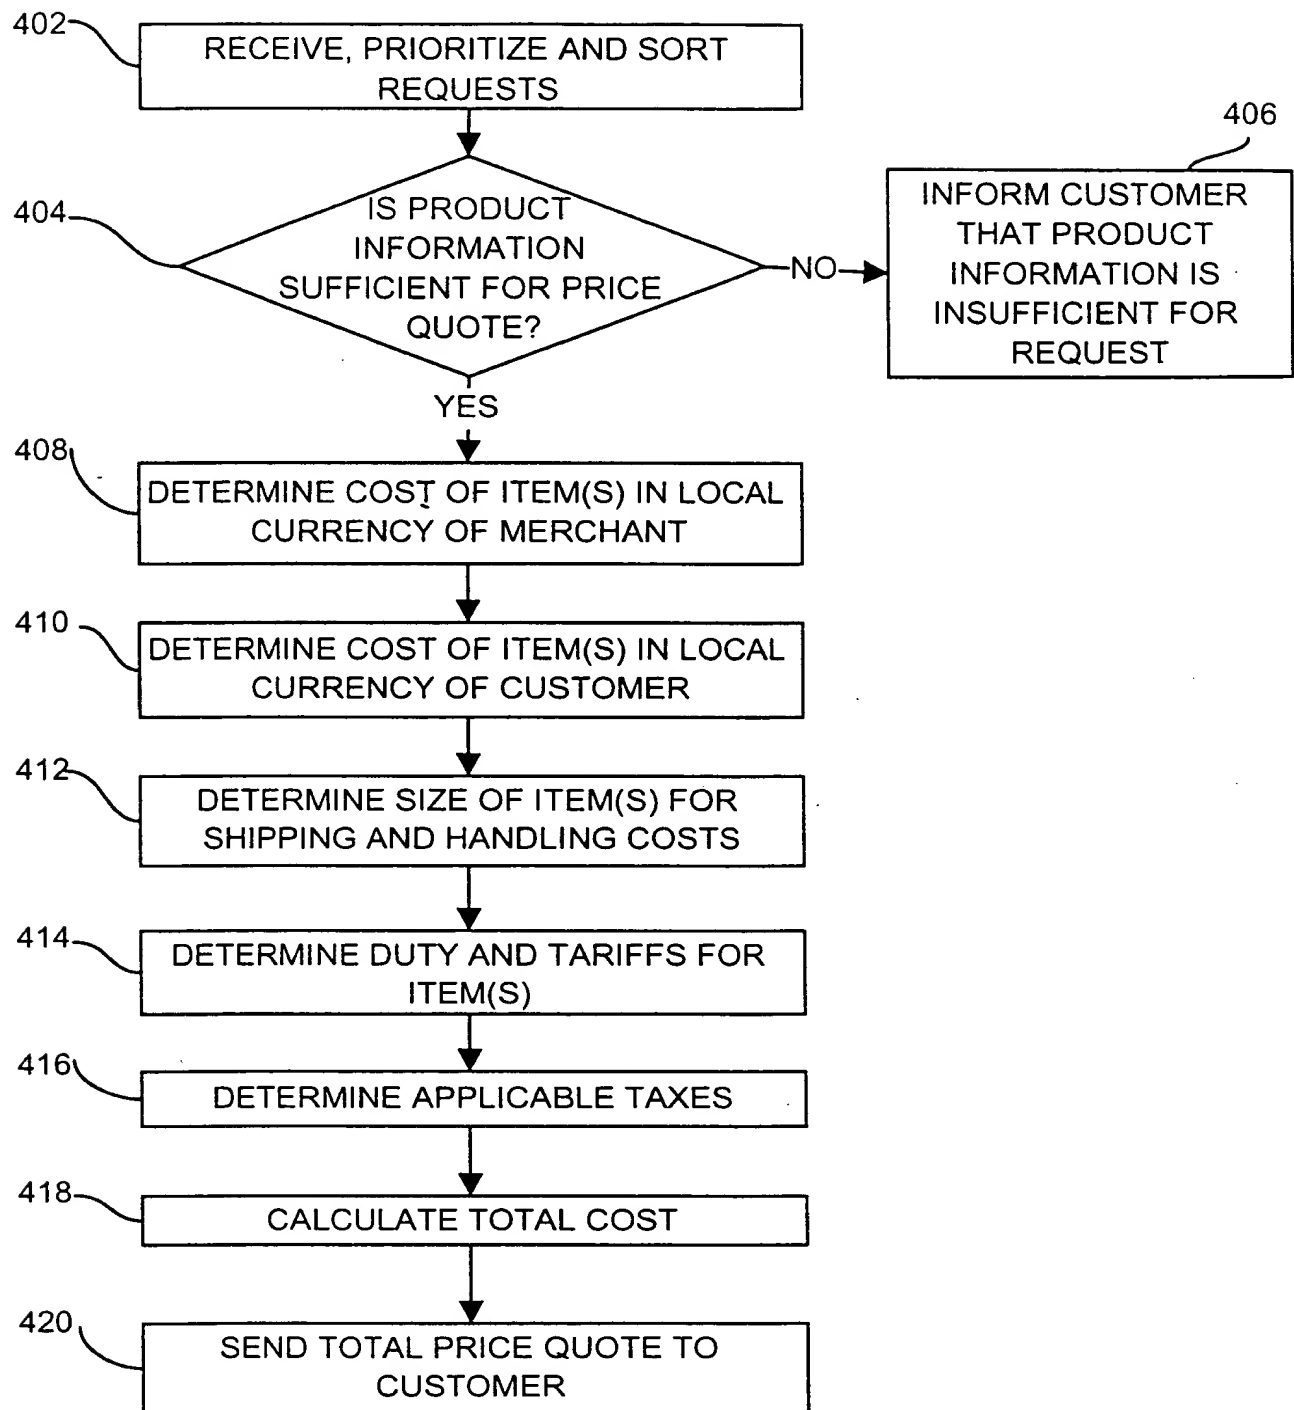 402
RECEIVE, PRIORITIZE AND SORT
REQUESTS
406
404
IS PRODUCT
INFORMATION
SUFFICIENT FOR PRICE
QUOTE?
NO
INFORM CUSTOMER
THAT PRODUCT
INFORMATION IS
INSUFFICIENT FOR
REQUEST
YES
408
DETERMINE COST OF ITEM(S) IN LOCAL
CURRENCY OF MERCHANT
410
DETERMINE COST OF ITEM(S) IN LOCAL
CURRENCY OF CUSTOMER
412
DETERMINE SIZE OF ITEM(S) FOR
SHIPPING AND HANDLING COSTS
414
DETERMINE DUTY AND TARIFFS FOR
ITEM(S)
416
DETERMINE APPLICABLE TAXES
418
CALCULATE TOTAL COST
420
SEND TOTAL PRICE QUOTE TO
CUSTOMER